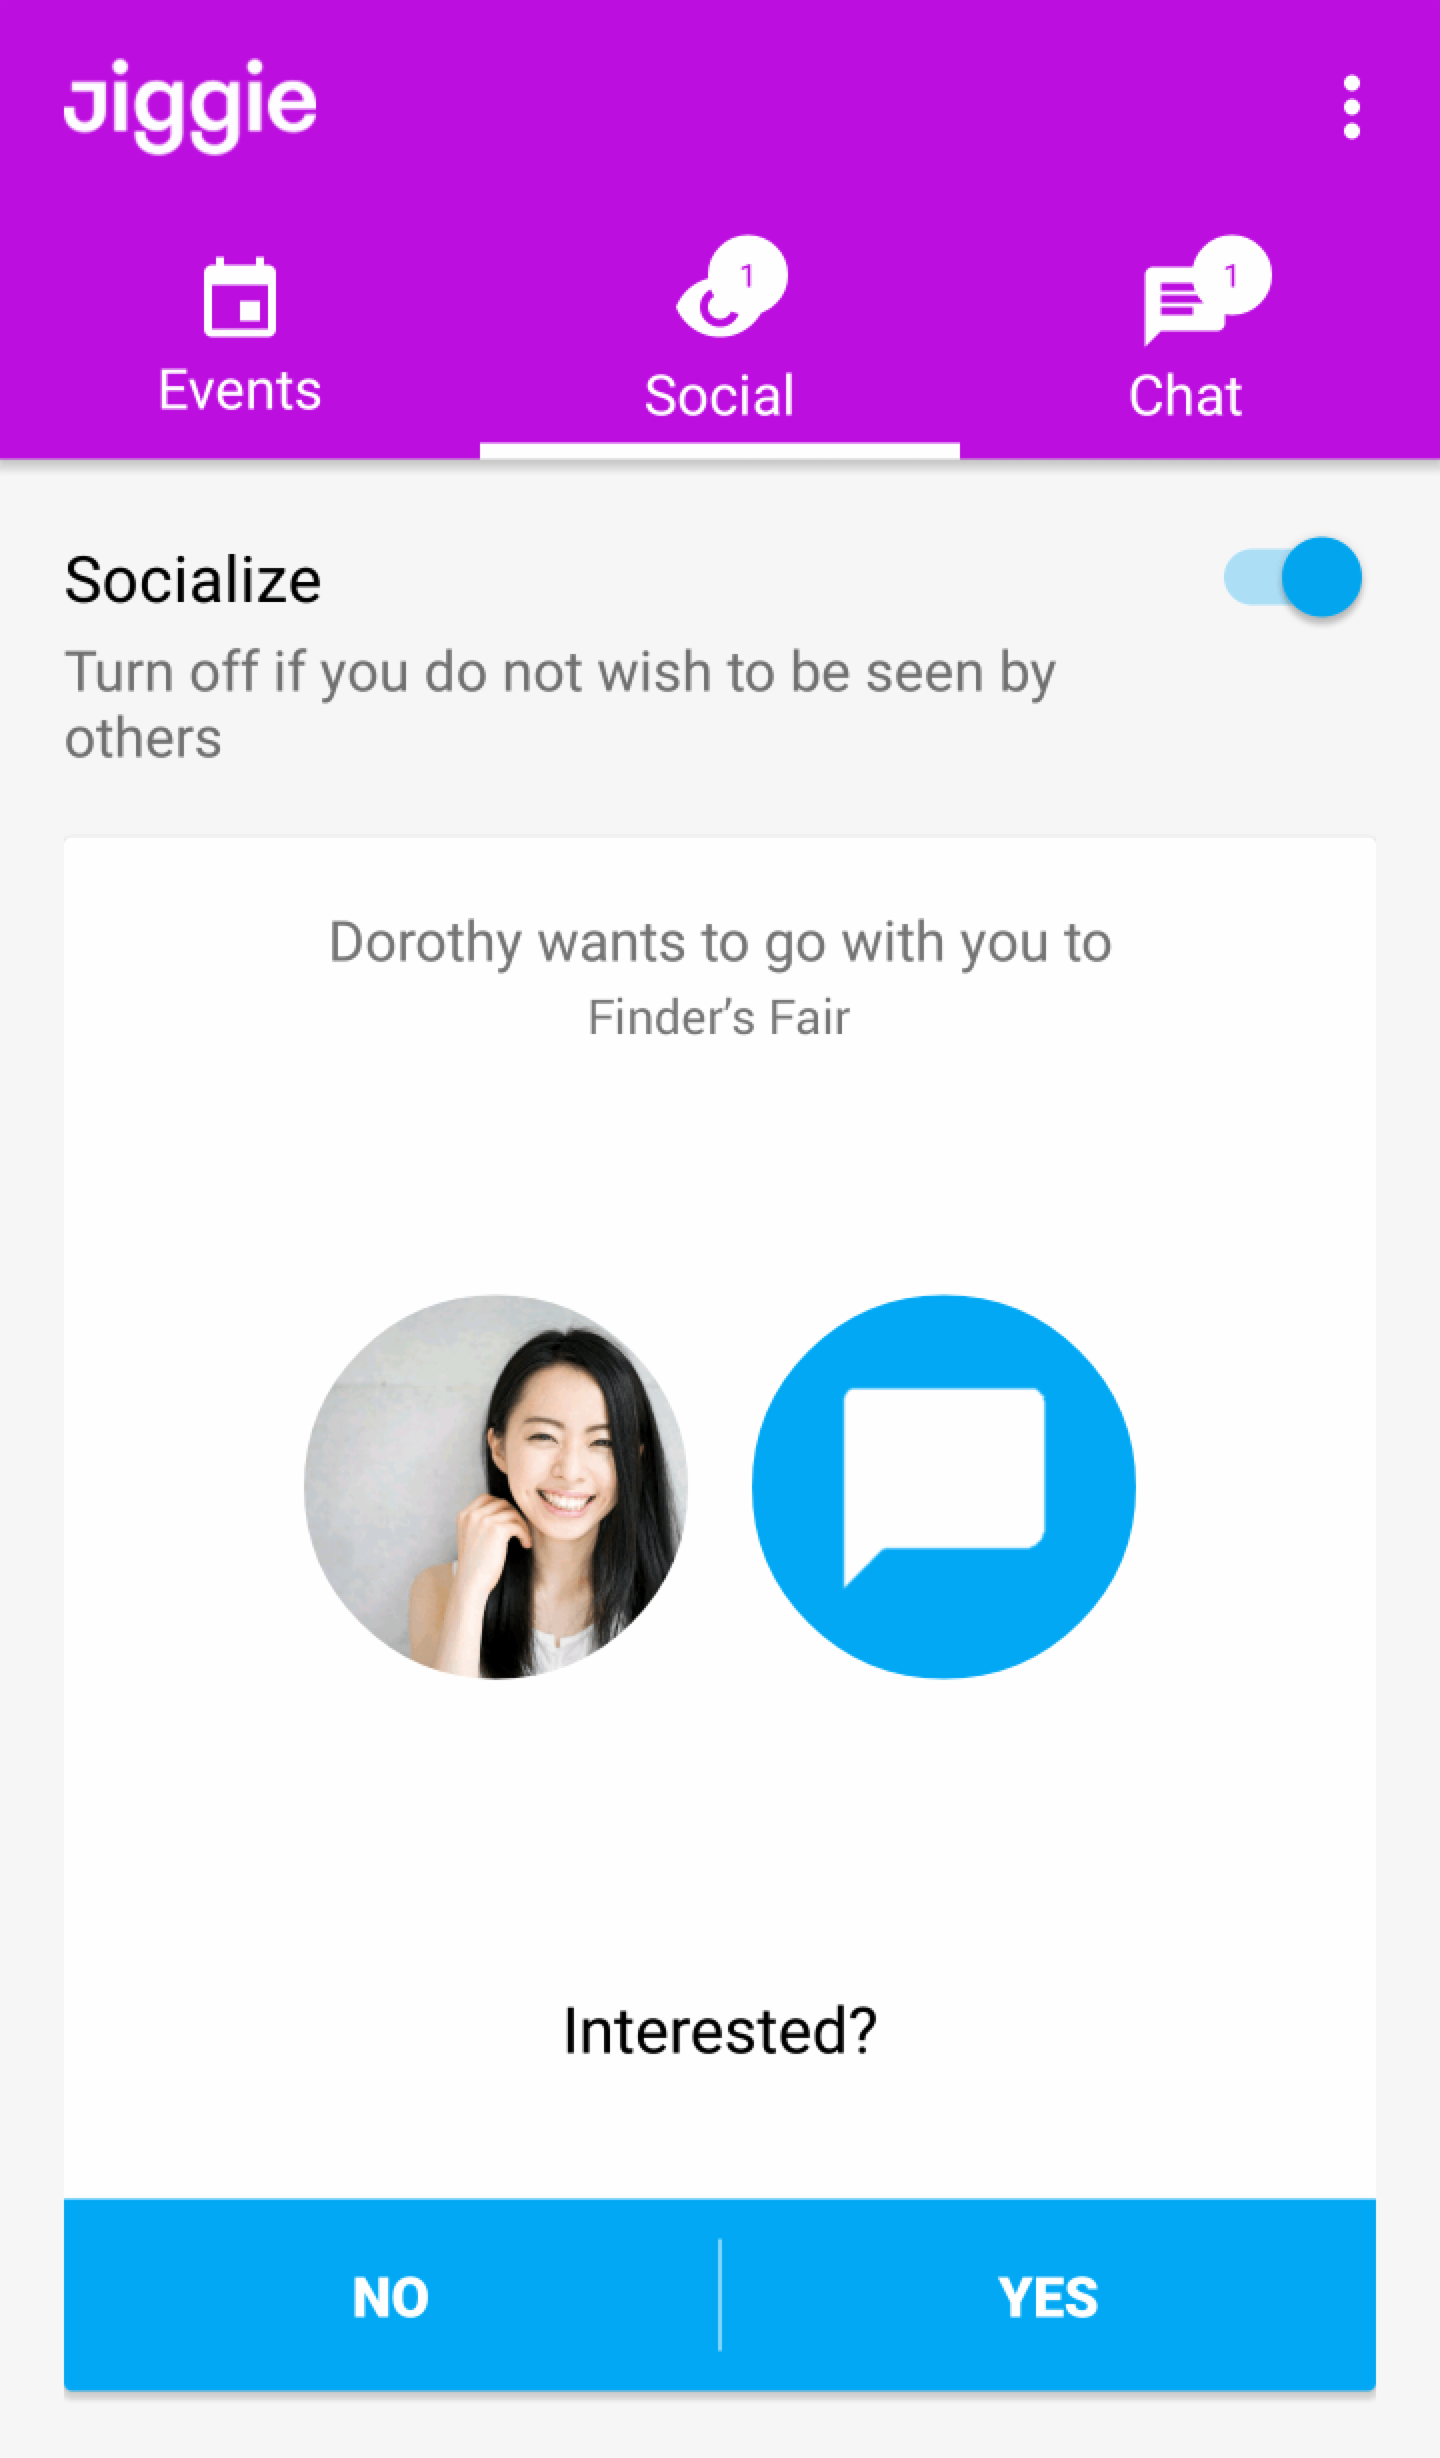 Jiggie
1
1
Events
Social
Chat
Socialize
Turn off if you do not wish to be seen by
others
Dorothy wants to go with you to
Finder's Fair
Interested?
NO
YES